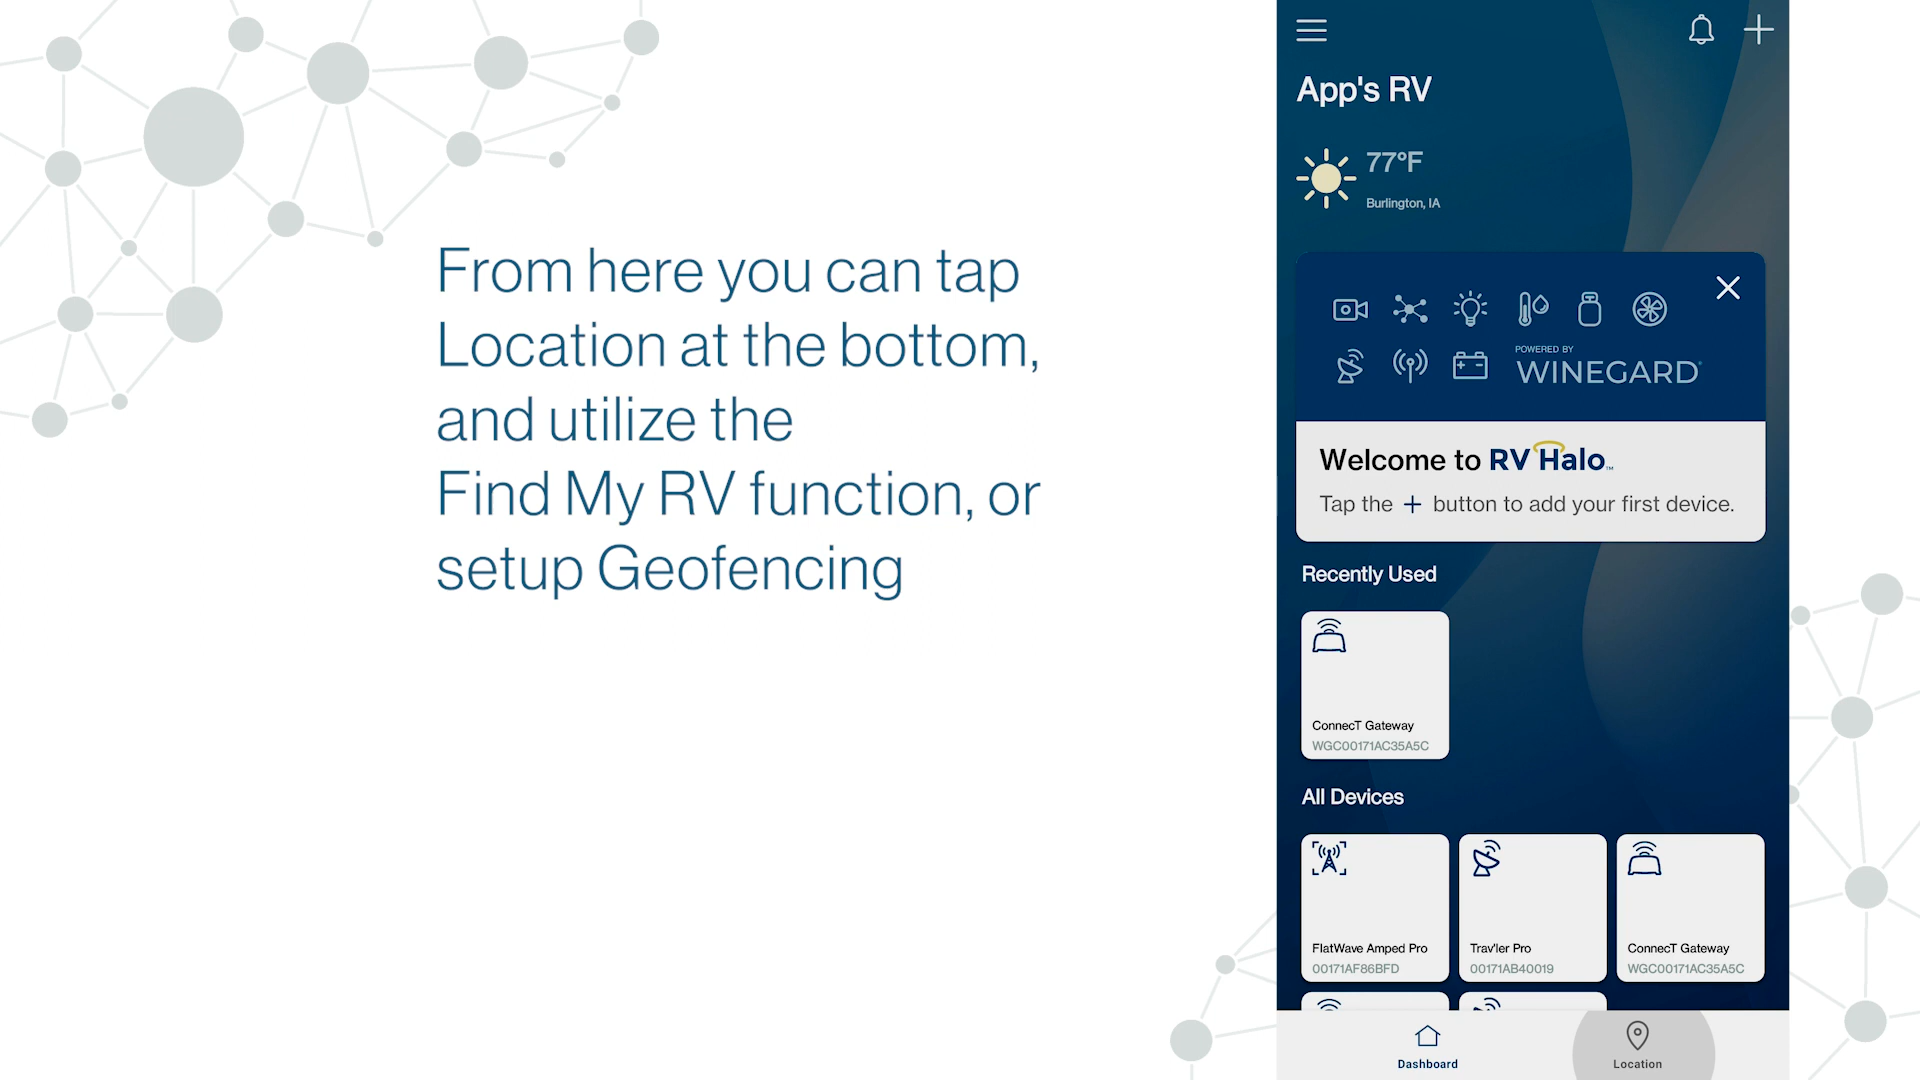 From here you can tap
Location at the bottom,
and utilize the
Find My RV function, or
setup Geofencing
App's RV
77°F
Burlington, IA
POWERED BY
WINEGARD®
Welcome to RV Halo™
Tap the + button to add your first device.
Recently Used
ConnecT Gateway
WGC00171AC35A5C
All Devices
FlatWave Amped Pro
00171AF86BFD
Trav'ler Pro
00171AB40019
ConnecT Gateway
WGC00171AC35A5C
Dashboard
Location